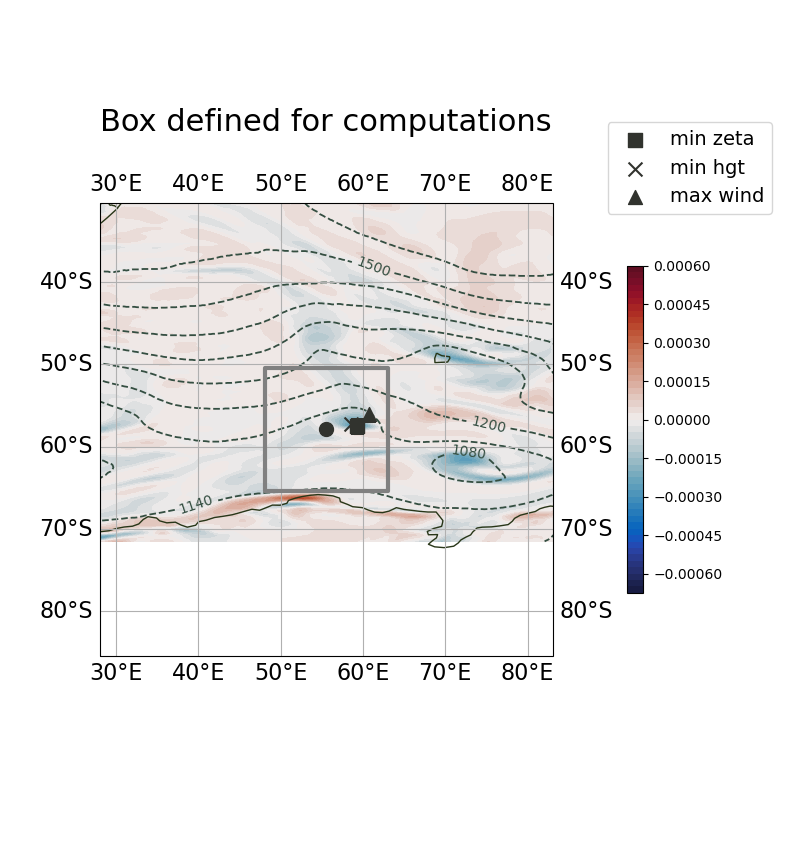 Box defined for computations
min zeta
min hgt
max wind
30°E 40°E 50°E 60°E 70°E 80°E
0.00060
0.00045
0.00030
0.00015
0.00000
−0.00015
−0.00030
−0.00045
−0.00060
40°S 40°S
50°S 50°S
60°S 60°S
70°S 70°S
80°S 80°S
1500
1200
1080
1140
30°E 40°E 50°E 60°E 70°E 80°E